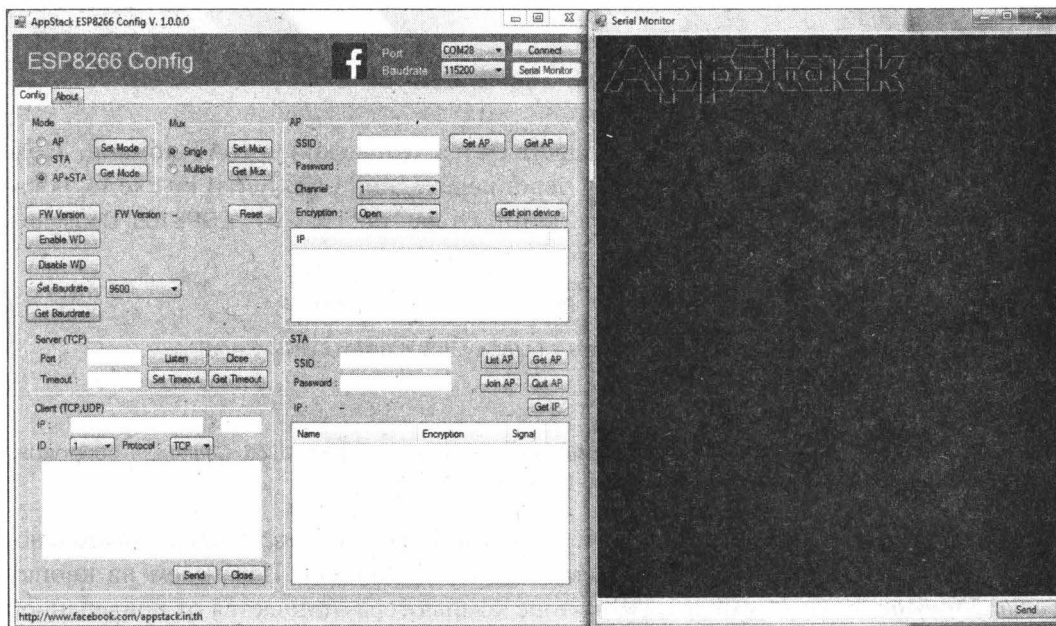 AppStack ESP8266 Config V. 1.0.0.0
ESP8266 Config
f
Port COM28 Connect
Baudrate 115200 Serial Monitor
Config About
Mode
AP
STA
AP+STA
Set Mode
Get Mode
Mux
Single
Multiple
Set Mux
Get Mux
FW Version FW Version : - Reset
Enable WD
Disable WD
Set Baudrate 9600
Get Baurdrate
Server (TCP)
Port : Listen Close
Timeout : Set Timeout Get Timeout
Client (TCP,UDP)
IP : :
ID : 1 Protocol : TCP
Send Close
AP
SSID : Set AP Get AP
Password :
Channel 1
Encryption : - Open Get join device
IP
STA
SSID List AP Get AP
Password : Join AP Quit AP
IP : - Get IP
Name Encryption Signal
http://www.facebook.com/appstack.in.th
Serial Monitor
AppStack
Send